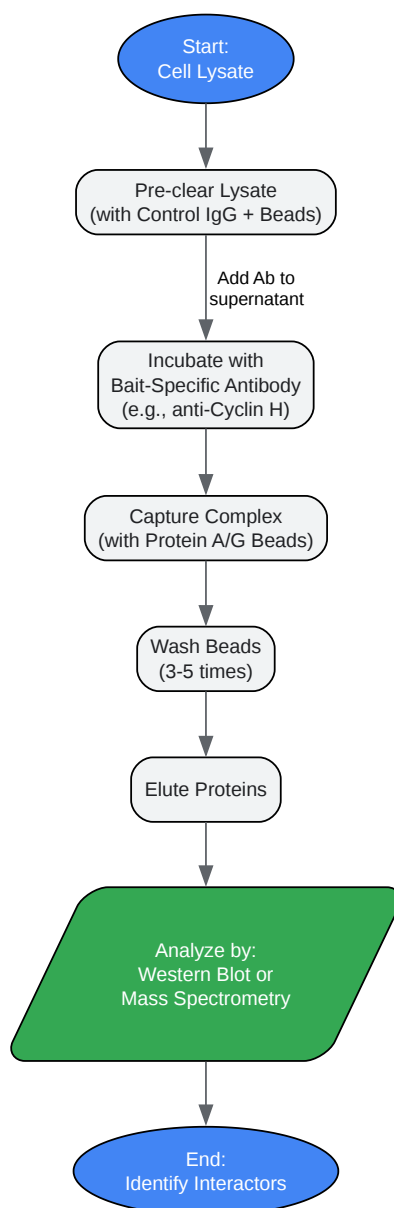 Start:
Cell Lysate
Pre-clear Lysate
(with Control IgG + Beads)
Add Ab to
supernatant
Incubate with
Bait-Specific Antibody
(e.g., anti-Cyclin H)
Capture Complex
(with Protein A/G Beads)
Wash Beads
(3-5 times)
Elute Proteins
Analyze by:
Western Blot or
Mass Spectrometry
End:
Identify Interactors